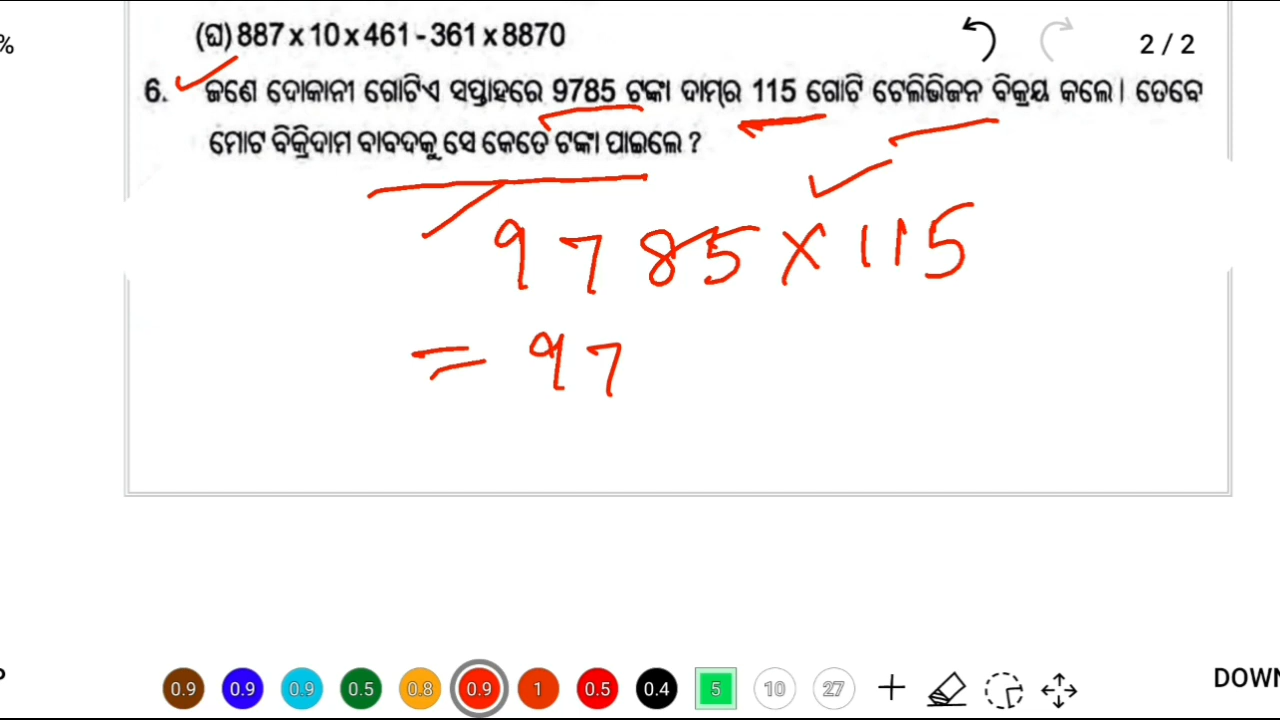 %
(ଘ) 887 x 10 x 461 - 361 x 8870
2 / 2
6. ଜଣେ ଦୋକାନୀ ଗୋଟିଏ ସପ୍ତାହରେ 9785 ଟଙ୍କା ଦାମ୍‌ର 115 ଗୋଟି ଟେଲିଭିଜନ ବିକ୍ରୟ କଲେ। ତେବେ
ମୋଟ ବିକ୍ରିଦାମ ବାବଦକୁ ସେ କେତେ ଟଙ୍କା ପାଇଲେ ?
9785 x 115
= 97
0.9 0.9 0.9 0.5 0.8 0.9 1 0.5 0.4 5 10 27 +
DOWN